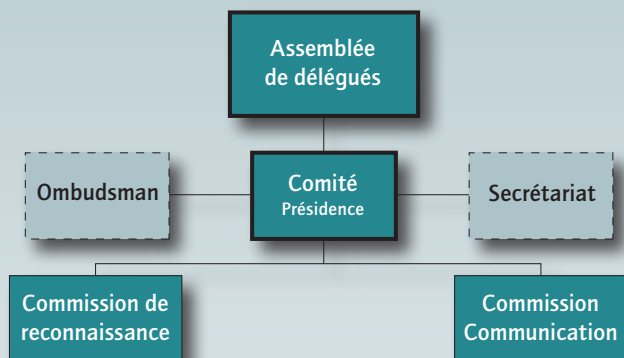 Assemblée
de délégués
Ombudsman
Comité
Présidence
Secrétariat
Commission de
reconnaissance
Commission
Communication